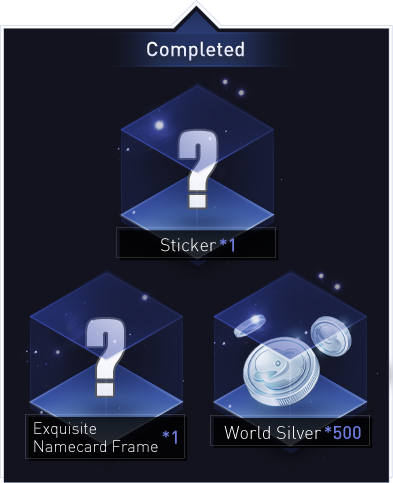 Completed
?
Sticker *1
?
Exquisite
Namecard Frame *1
World Silver *500